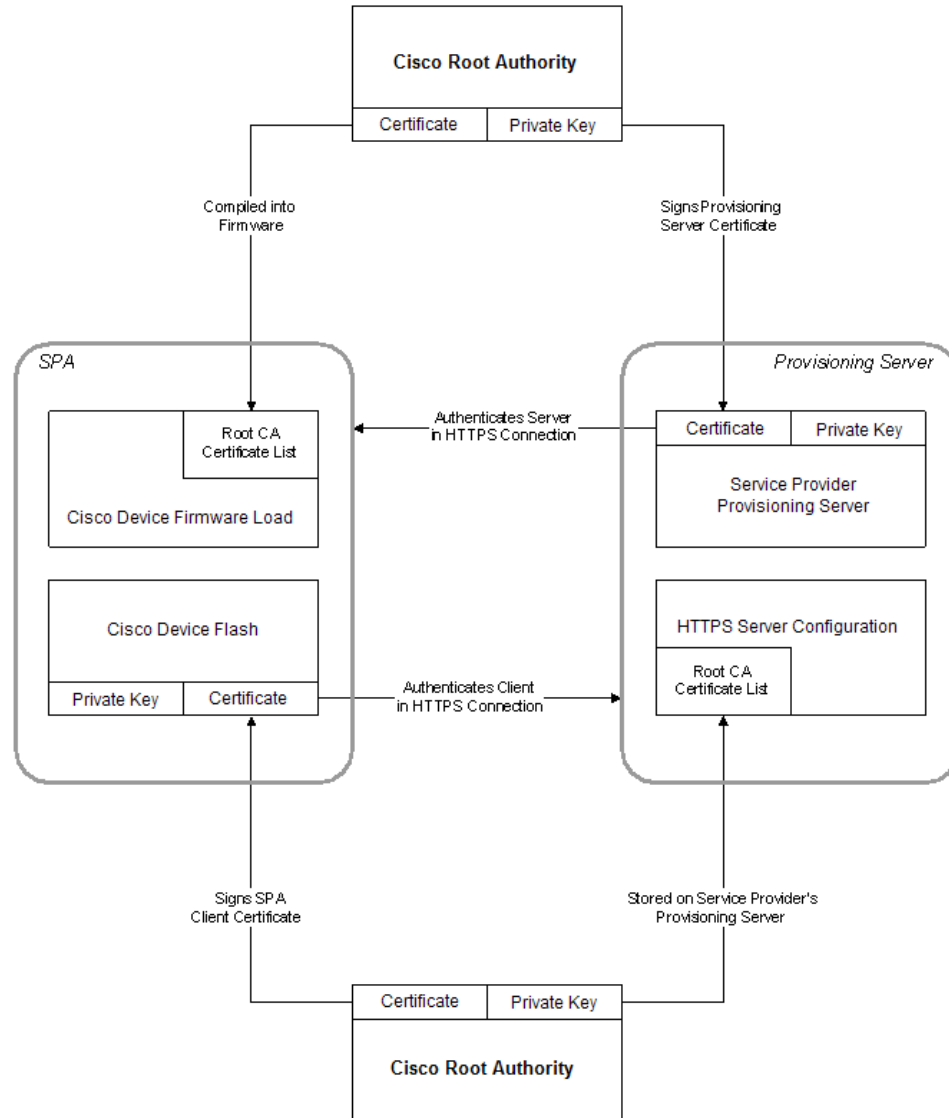 Cisco Root Authority
Certificate
Private Key
Compiled into
Firmware
Signs Provisioning
Server Certificate
SPA
Provisioning Server
Root CA
Certificate List
Cisco Device Firmware Load
Authenticates Server
in HTTPS Connection
Certificate
Private Key
Service Provider
Provisioning Server
Cisco Device Flash
Private Key
Certificate
Authenticates Client
in HTTPS Connection
HTTPS Server Configuration
Root CA
Certificate List
Signs SPA
Client Certificate
Stored on Service Provider's
Provisioning Server
Certificate
Private Key
Cisco Root Authority